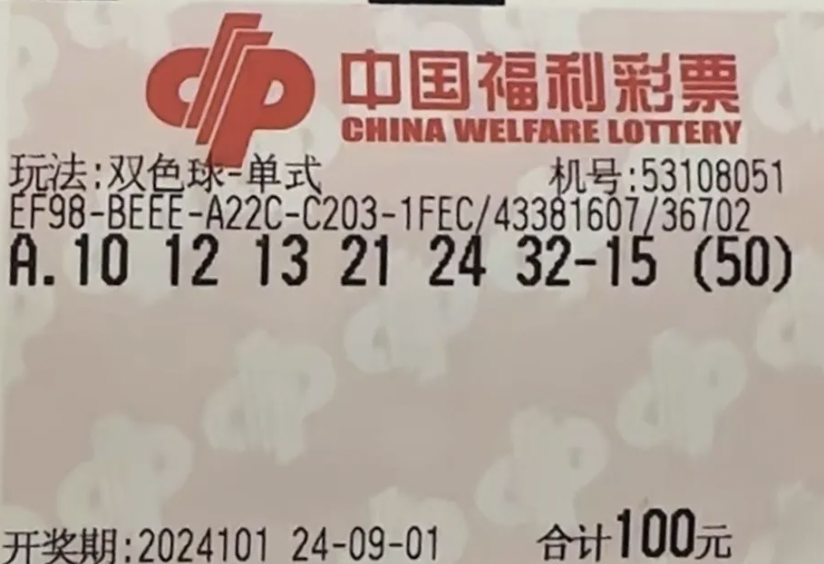 中国福利彩票
CHINA WELFARE LOTTERY
玩法:双色球-单式 机号:53108051
EF98-BEEE-A22C-C203-1FEC/43381607/36702
A.10 12 13 21 24 32-15 (50)
开奖期:2024101 24-09-01 合计100元